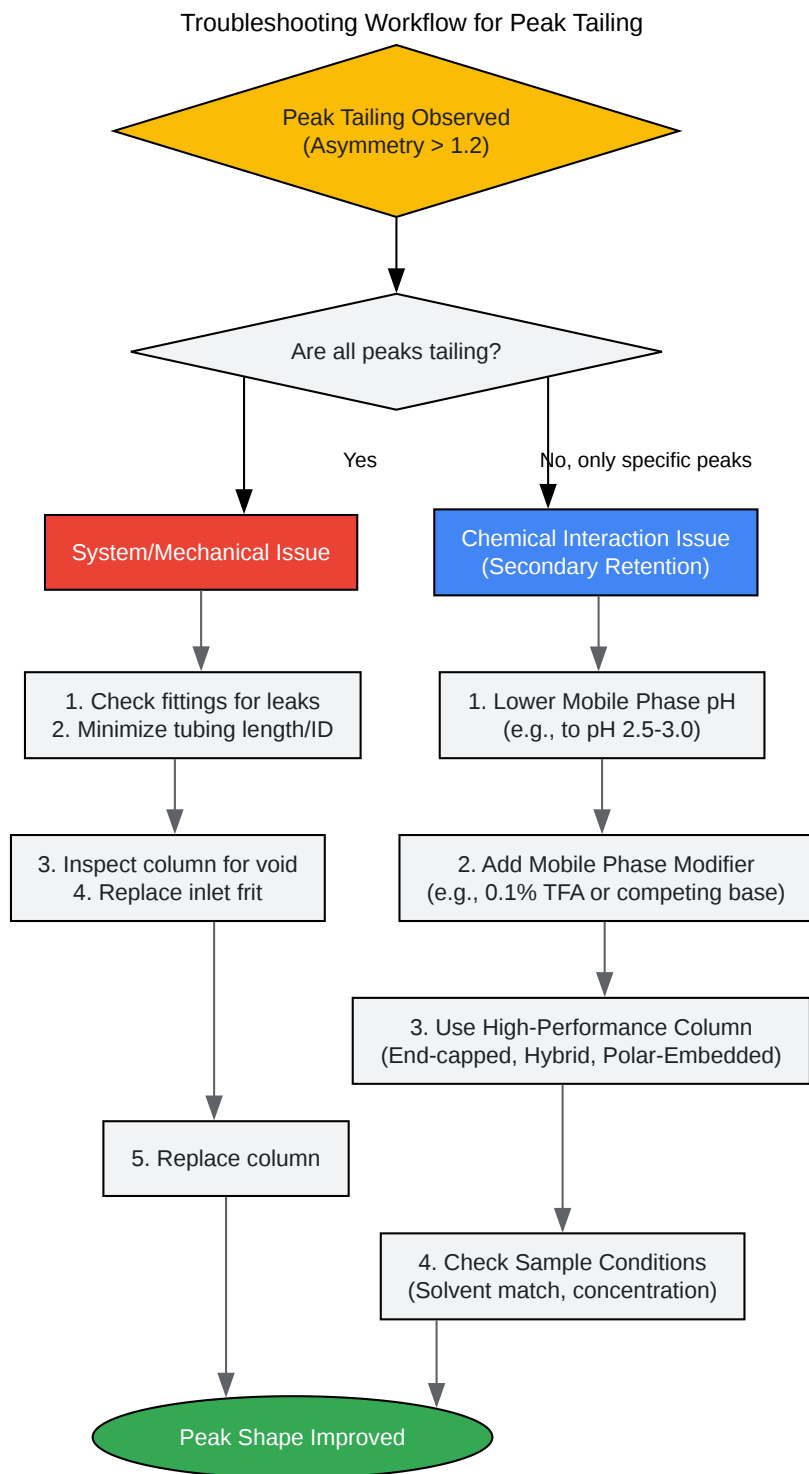 Troubleshooting Workflow for Peak Tailing
Peak Tailing Observed
(Asymmetry > 1.2)
Are all peaks tailing?
Yes
No, only specific peaks
System/Mechanical Issue
Chemical Interaction Issue
(Secondary Retention)
1. Check fittings for leaks
2. Minimize tubing length/ID
1. Lower Mobile Phase pH
(e.g., to pH 2.5-3.0)
3. Inspect column for void
4. Replace inlet frit
2. Add Mobile Phase Modifier
(e.g., 0.1% TFA or competing base)
3. Use High-Performance Column
(End-capped, Hybrid, Polar-Embedded)
5. Replace column
4. Check Sample Conditions
(Solvent match, concentration)
Peak Shape Improved